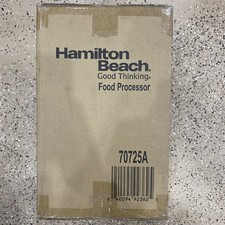 Hamilton
Beach®
Good Thinking®
Food Processor
70725A